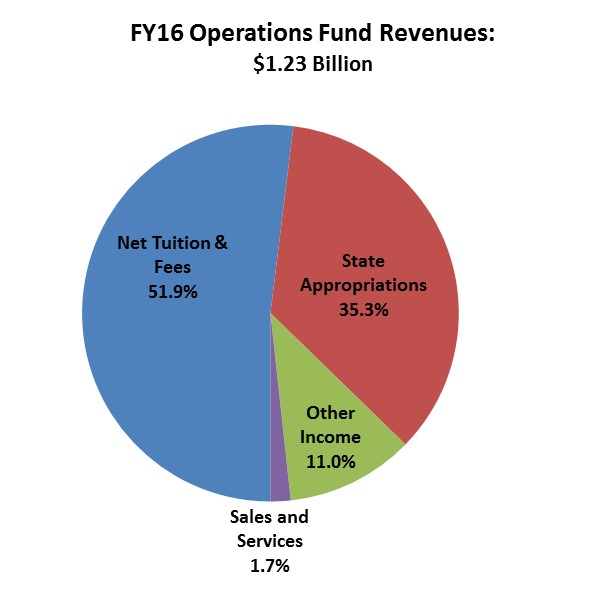 FY16 Operations Fund Revenues:
$1.23 Billion
Net Tuition &
Fees
51.9%
State
Appropriations
35.3%
Other
Income
11.0%
Sales and
Services
1.7%